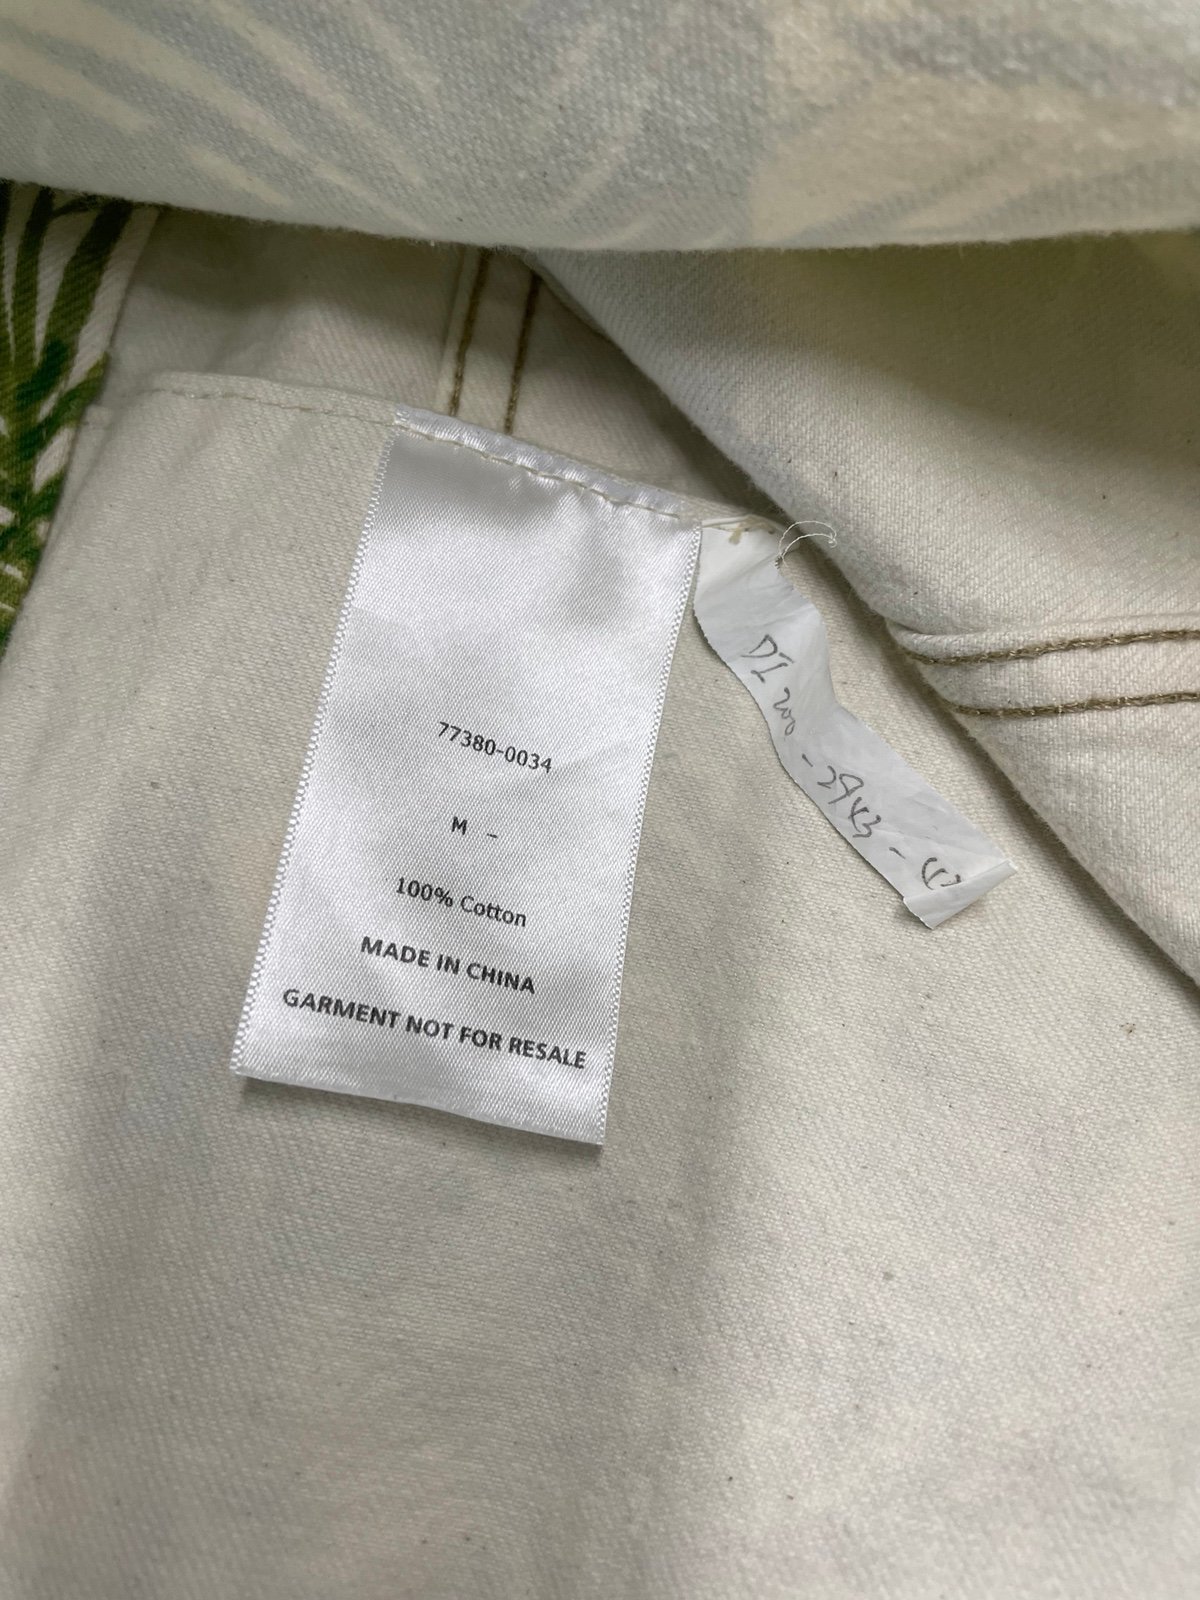 77380-0034
M -
100% Cotton
MADE IN CHINA
GARMENT NOT FOR RESALE